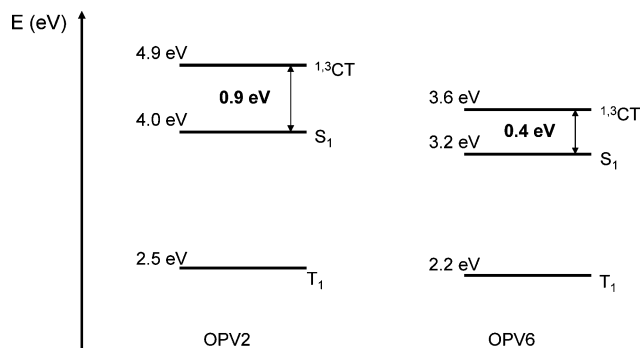 E (eV)
4.9 eV
1,3CT
0.9 eV
4.0 eV
S1
2.5 eV
T1
OPV2
3.6 eV
1,3CT
0.4 eV
3.2 eV
S1
2.2 eV
T1
OPV6